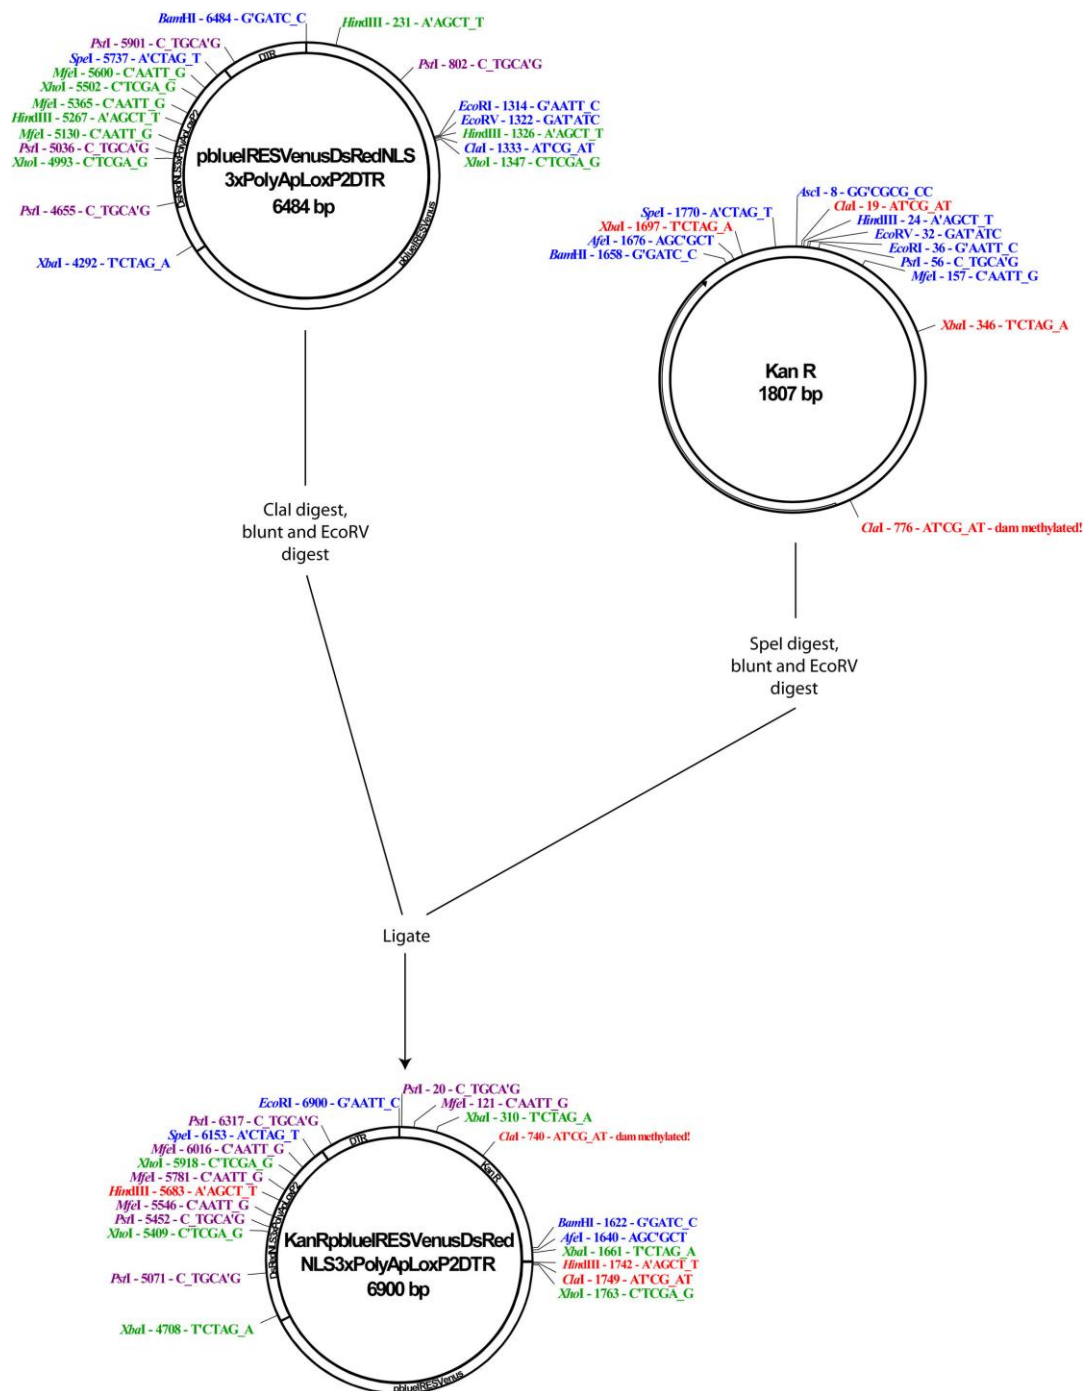 BamHI - 6484 - G'GATC_C
HindIII - 231 - A'AGCT_T
PstI - 5901 - C_TGCA'G
SpeI - 5737 - A'CTAG_T
MfeI - 5600 - C'AATT_G
XhoI - 5502 - C'TCGA_G
MfeI - 5365 - C'AATT_G
HindIII - 5267 - A'AGCT_T
MfeI - 5130 - C'AATT_G
PstI - 5036 - C_TGCA'G
XhoI - 4993 - C'TCGA_G
PstI - 4655 - C_TGCA'G
XbaI - 4292 - T'CTAG_A
PstI - 802 - C_TGCA'G
EcoRI - 1314 - G'AATT_C
EcoRV - 1322 - GAT'ATC
HindIII - 1326 - A'AGCT_T
ClaI - 1333 - AT'CG_AT
XhoI - 1347 - C'TCGA_G
DTR
DsRedNLS3xPolyApLoxP2
pblueIRESVenus
pblueIRESVenusDsRedNLS
3xPolyApLoxP2DTR
6484 bp
AscI - 8 - GG'CGCG_CC
ClaI - 19 - AT'CG_AT
HindIII - 24 - A'AGCT_T
EcoRV - 32 - GAT'ATC
EcoRI - 36 - G'AATT_C
PstI - 56 - C_TGCA'G
MfeI - 157 - C'AATT_G
SpeI - 1770 - A'CTAG_T
XbaI - 1697 - T'CTAG_A
AfeI - 1676 - AGC'GCT
BamHI - 1658 - G'GATC_C
XbaI - 346 - T'CTAG_A
Kan R
1807 bp
ClaI - 776 - AT'CG_AT - dam methylated!
ClaI digest,
blunt and EcoRV
digest
SpeI digest,
blunt and EcoRV
digest
Ligate
EcoRI - 6900 - G'AATT_C
PstI - 20 - C_TGCA'G
MfeI - 121 - C'AATT_G
XbaI - 310 - T'CTAG_A
ClaI - 740 - AT'CG_AT - dam methylated!
PstI - 6317 - C_TGCA'G
SpeI - 6153 - A'CTAG_T
MfeI - 6016 - C'AATT_G
XhoI - 5918 - C'TCGA_G
MfeI - 5781 - C'AATT_G
HindIII - 5683 - A'AGCT_T
MfeI - 5546 - C'AATT_G
PstI - 5452 - C_TGCA'G
XhoI - 5409 - C'TCGA_G
PstI - 5071 - C_TGCA'G
XbaI - 4708 - T'CTAG_A
BamHI - 1622 - G'GATC_C
AfeI - 1640 - AGC'GCT
XbaI - 1661 - T'CTAG_A
HindIII - 1742 - A'AGCT_T
ClaI - 1749 - AT'CG_AT
XhoI - 1763 - C'TCGA_G
DTR
Kan R
DsRedNLS3xPolyApLoxP2
pblueIRESVenus
KanRpblueIRESVenusDsRed
NLS3xPolyApLoxP2DTR
6900 bp